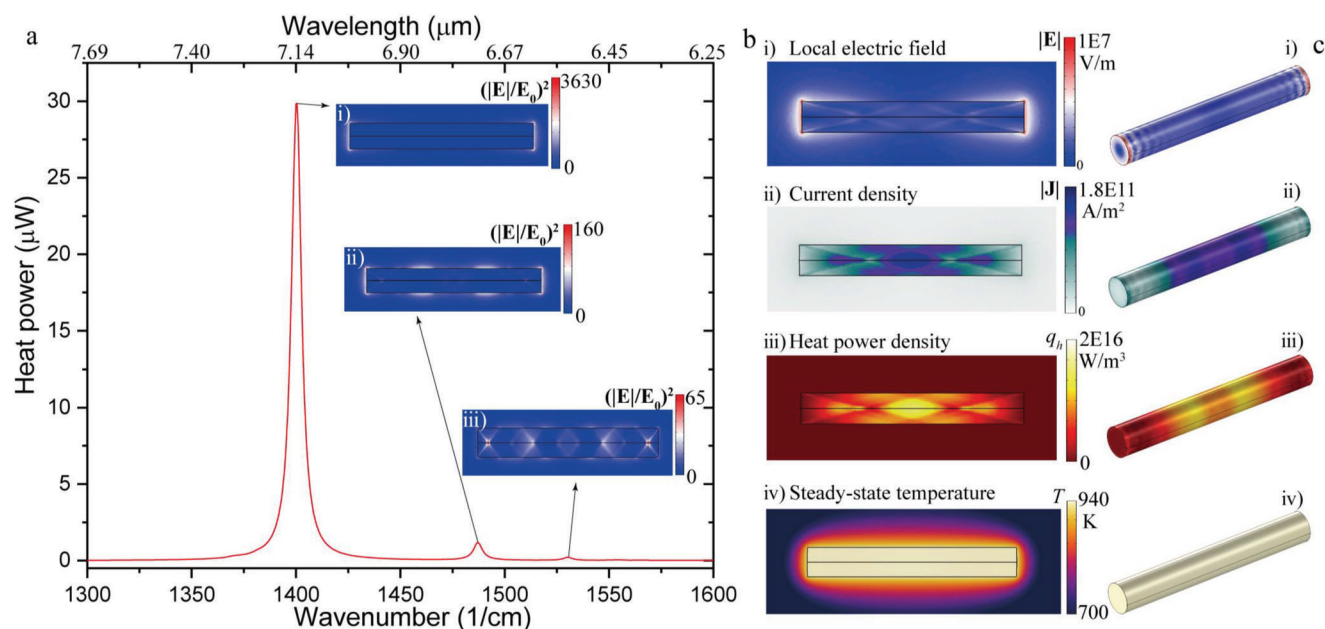 a
Wavelength (μm)
7.69 7.40 7.14 6.90 6.67 6.45 6.25
Heat power (μW)
30
25
20
15
10
5
0
1300 1350 1400 1450 1500 1550 1600
Wavenumber (1/cm)
i)
(|E|/E₀)²
3630
0
ii)
(|E|/E₀)²
160
0
iii)
(|E|/E₀)²
65
0
b
i) Local electric field
|E| 1E7
V/m
0
ii) Current density
|J| 1.8E11
A/m²
0
iii) Heat power density
qₕ 2E16
W/m³
0
iv) Steady-state temperature
T 940
K
700
c
i)
ii)
iii)
iv)